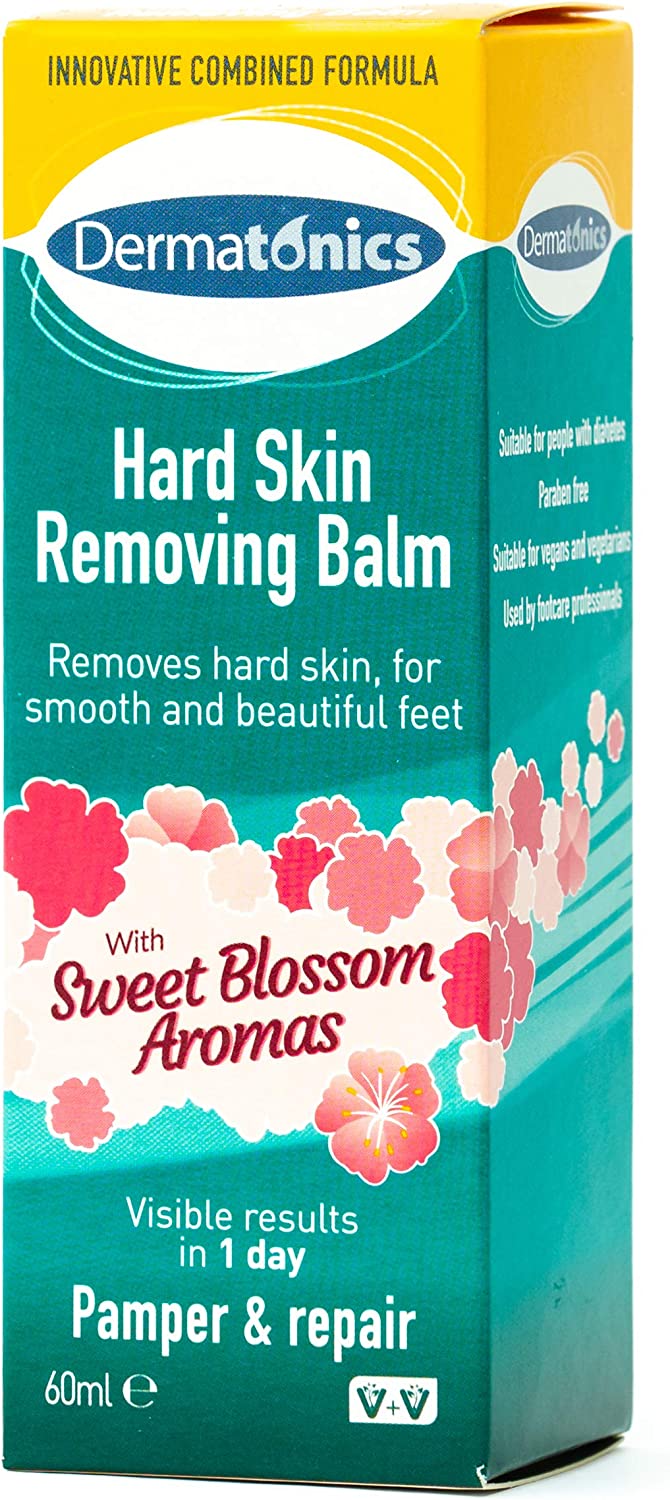 INNOVATIVE COMBINED FORMULA
Dermatonics
Hard Skin
Removing Balm
Removes hard skin, for
smooth and beautiful feet
With
Sweet Blossom
Aromas
Visible results
in 1 day
Pamper & repair
60ml ℮
V+V
Dermatonics
Suitable for people with diabetes
Paraben free
Suitable for vegans and vegetarians
Used by footcare professionals